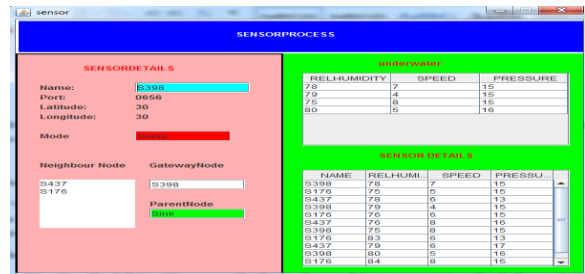 sensor
SENSORPROCESS
SENSORDETAILS
Name: S398
Port: 0656
Latitude: 30
Longitude: 30
Mode Sleep
Neighbour Node GatewayNode
S437
S176
S398
ParentNode
Sink
underwater
RELHUMIDITY SPEED PRESSURE
78 7 15
79 4 15
75 8 15
80 5 16
SENSOR DETAILS
NAME RELHUMI... SPEED PRESSU...
S398 78 7 15
S176 75 5 15
S437 78 6 13
S398 79 4 15
S176 76 6 15
S437 76 8 16
S398 75 8 15
S176 83 6 13
S437 79 6 17
S398 80 5 16
S176 84 8 15